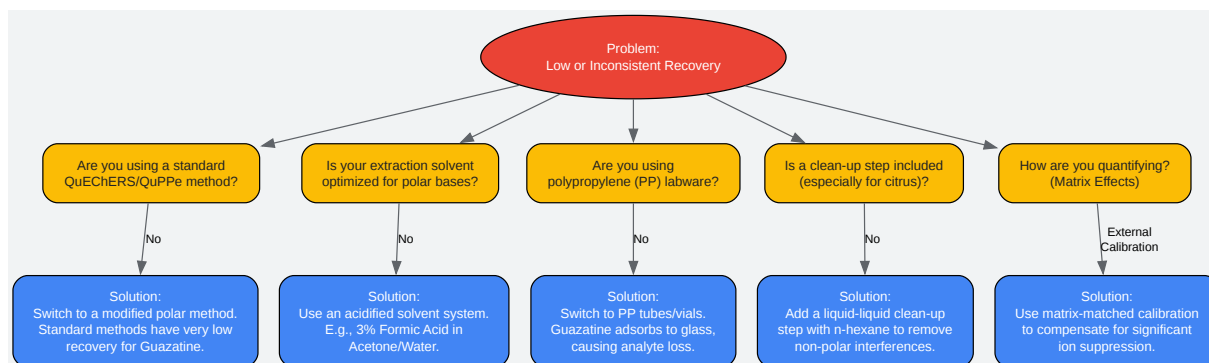 Problem:
Low or Inconsistent Recovery
Are you using a standard
QuEChERS/QuPPe method?
Is your extraction solvent
optimized for polar bases?
Are you using
polypropylene (PP) labware?
Is a clean-up step included
(especially for citrus)?
How are you quantifying?
(Matrix Effects)
No
No
No
No
External
Calibration
Solution:
Switch to a modified polar method.
Standard methods have very low
recovery for Guazatine.
Solution:
Use an acidified solvent system.
E.g., 3% Formic Acid in
Acetone/Water.
Solution:
Switch to PP tubes/vials.
Guazatine adsorbs to glass,
causing analyte loss.
Solution:
Add a liquid-liquid clean-up
step with n-hexane to remove
non-polar interferences.
Solution:
Use matrix-matched calibration
to compensate for significant
ion suppression.